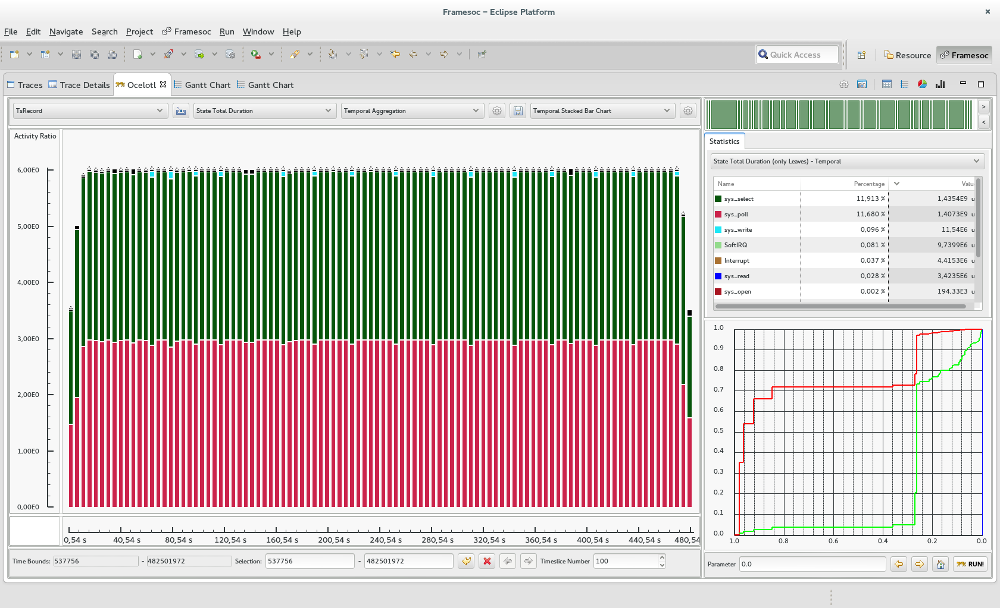 Framesoc – Eclipse Platform
File Edit Navigate Search Project Framesoc Run Window Help
Quick Access Resource Framesoc
Traces Trace Details Ocelotl Gantt Chart Gantt Chart
TsRecord State Total Duration Temporal Aggregation Temporal Stacked Bar Chart
>
<
Activity Ratio
6,00E0
5,00E0
4,00E0
3,00E0
2,00E0
1,00E0
0,00E0
0,54 s 40,54 s 80,54 s 120,54 s 160,54 s 200,54 s 240,54 s 280,54 s 320,54 s 360,54 s 400,54 s 440,54 s 480,54
Time Bounds: 537756 - 482501972 Selection: 537756 - 482501972 Timeslice Number 100
Statistics
State Total Duration (only Leaves) - Temporal
Name Percentage Valu
sys_select 11,913 % 1,4354E9 u
sys_poll 11,680 % 1,4073E9 u
sys_write 0,096 % 11,54E6 u
SoftIRQ 0,081 % 9,7399E6 u
Interrupt 0,037 % 4,4153E6 u
sys_read 0,028 % 3,4235E6 u
sys_open 0,002 % 194,33E3 u
1.0
0.9
0.8
0.7
0.6
0.5
0.4
0.3
0.2
0.1
0.0
1.0 0.8 0.6 0.4 0.2 0.0
Parameter 0.0 RUN!